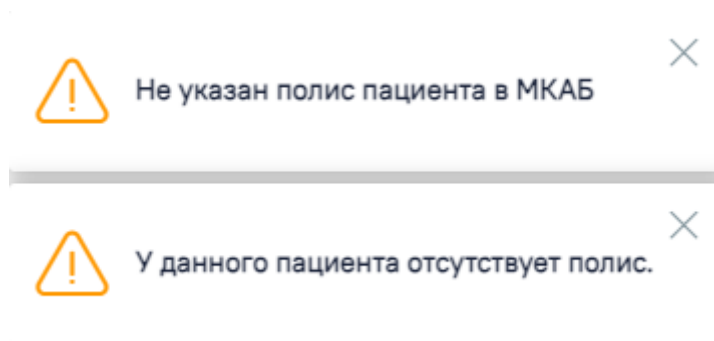 Не указан полис пациента в МКАБ
У данного пациента отсутствует полис.